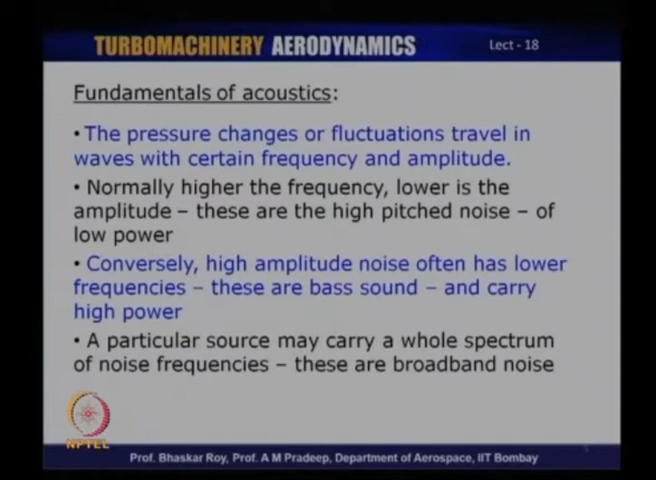 TURBOMACHINERY AERODYNAMICS Lect - 18
Fundamentals of acoustics:
• The pressure changes or fluctuations travel in
waves with certain frequency and amplitude.
• Normally higher the frequency, lower is the
amplitude – these are the high pitched noise – of
low power
• Conversely, high amplitude noise often has lower
frequencies – these are bass sound – and carry
high power
• A particular source may carry a whole spectrum
of noise frequencies – these are broadband noise
NPTEL
Prof. Bhaskar Roy, Prof. A M Pradeep, Department of Aerospace, IIT Bombay